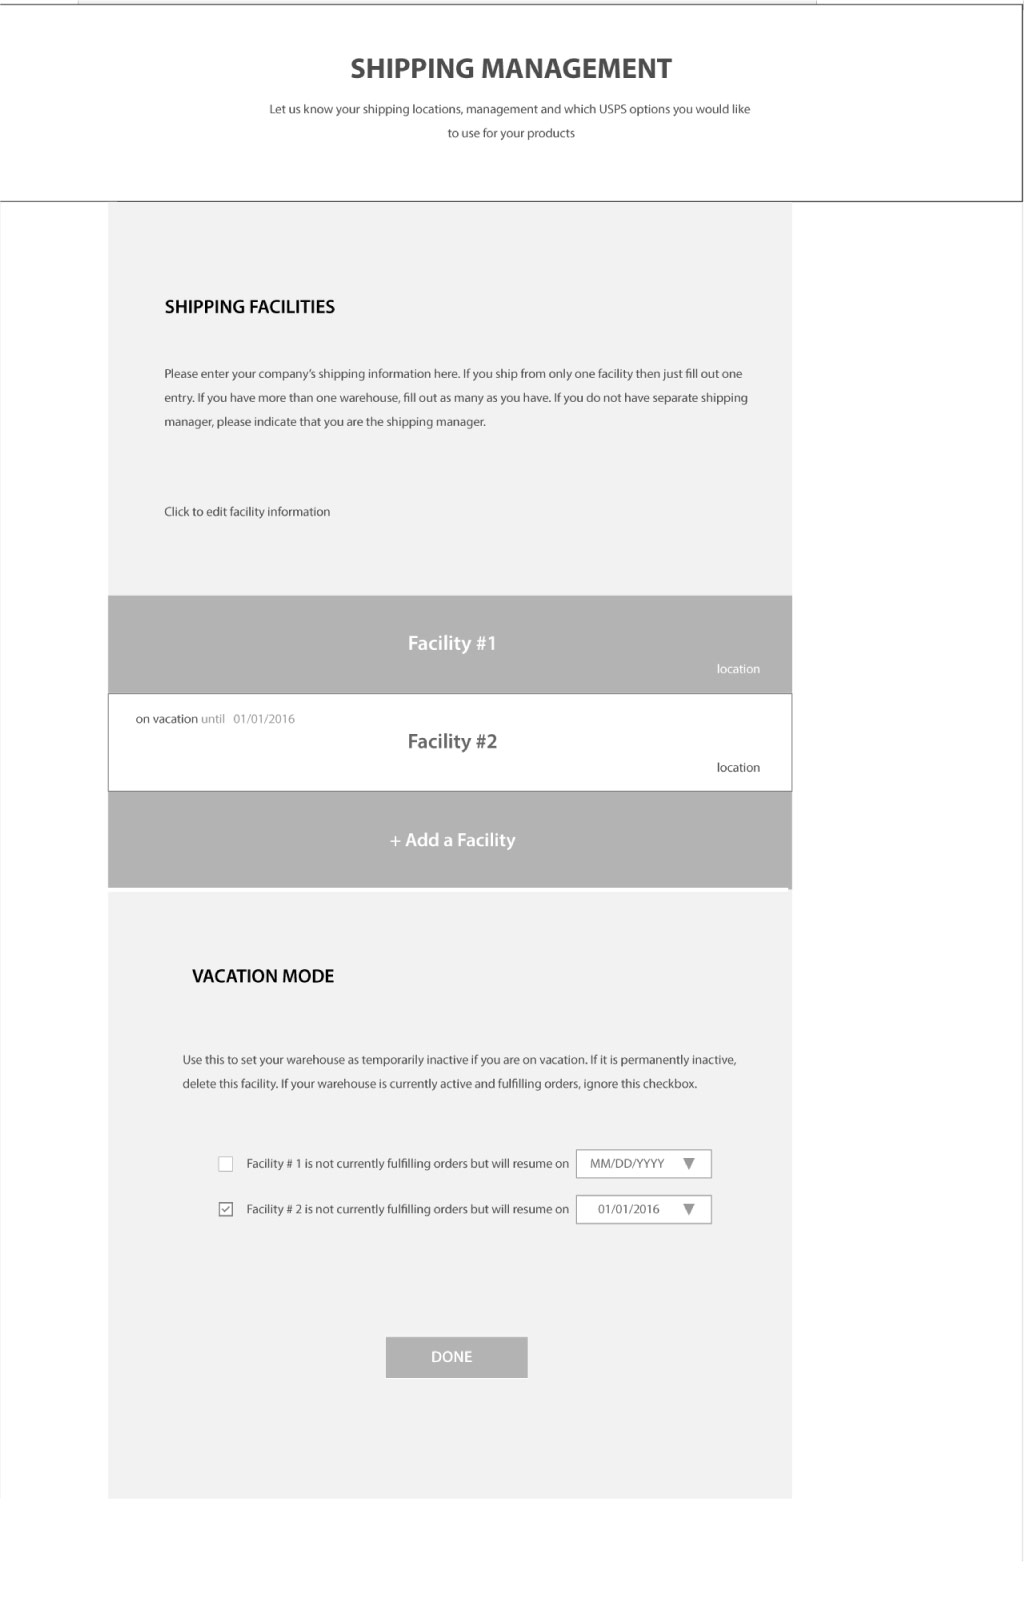 SHIPPING MANAGEMENT
Let us know your shipping locations, management and which USPS options you would like
to use for your products
SHIPPING FACILITIES
Please enter your company’s shipping information here. If you ship from only one facility then just fill out one
entry. If you have more than one warehouse, fill out as many as you have. If you do not have separate shipping
manager, please indicate that you are the shipping manager.
Click to edit facility information
Facility #1
location
on vacation until 01/01/2016
Facility #2
location
+ Add a Facility
VACATION MODE
Use this to set your warehouse as temporarily inactive if you are on vacation. If it is permanently inactive,
delete this facility. If your warehouse is currently active and fulfilling orders, ignore this checkbox.
Facility # 1 is not currently fulfilling orders but will resume on MM/DD/YYYY
Facility # 2 is not currently fulfilling orders but will resume on 01/01/2016
DONE